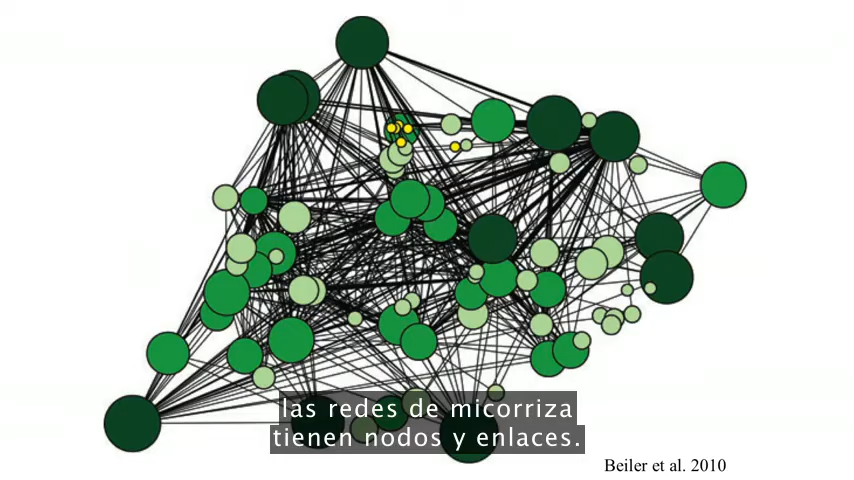 las redes de micorriza
tienen nodos y enlaces.
Beiler et al. 2010